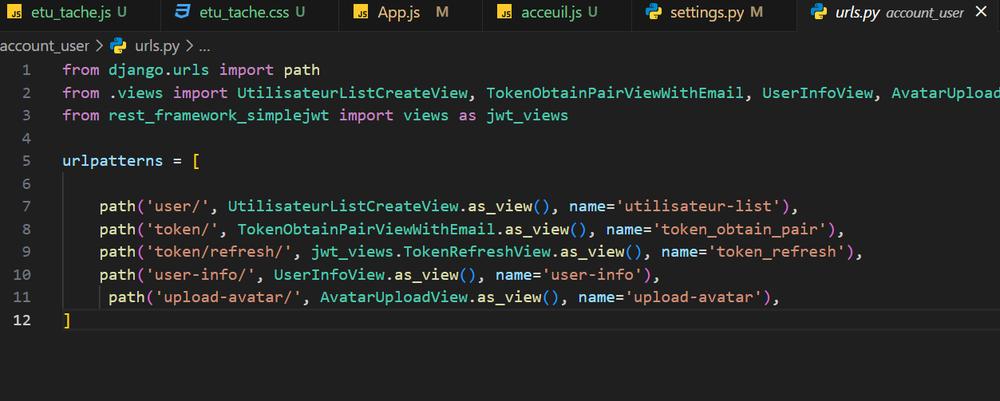 etu_tache.js U etu_tache.css U App.js M acceuil.js U settings.py M urls.py account_user
account_user > urls.py > ...
1 from django.urls import path
2 from .views import UtilisateurListCreateView, TokenObtainPairViewWithEmail, UserInfoView, AvatarUpload
3 from rest_framework_simplejwt import views as jwt_views
4
5 urlpatterns = [
6
7 path('user/', UtilisateurListCreateView.as_view(), name='utilisateur-list'),
8 path('token/', TokenObtainPairViewWithEmail.as_view(), name='token_obtain_pair'),
9 path('token/refresh/', jwt_views.TokenRefreshView.as_view(), name='token_refresh'),
10 path('user-info/', UserInfoView.as_view(), name='user-info'),
11 path('upload-avatar/', AvatarUploadView.as_view(), name='upload-avatar'),
12 ]